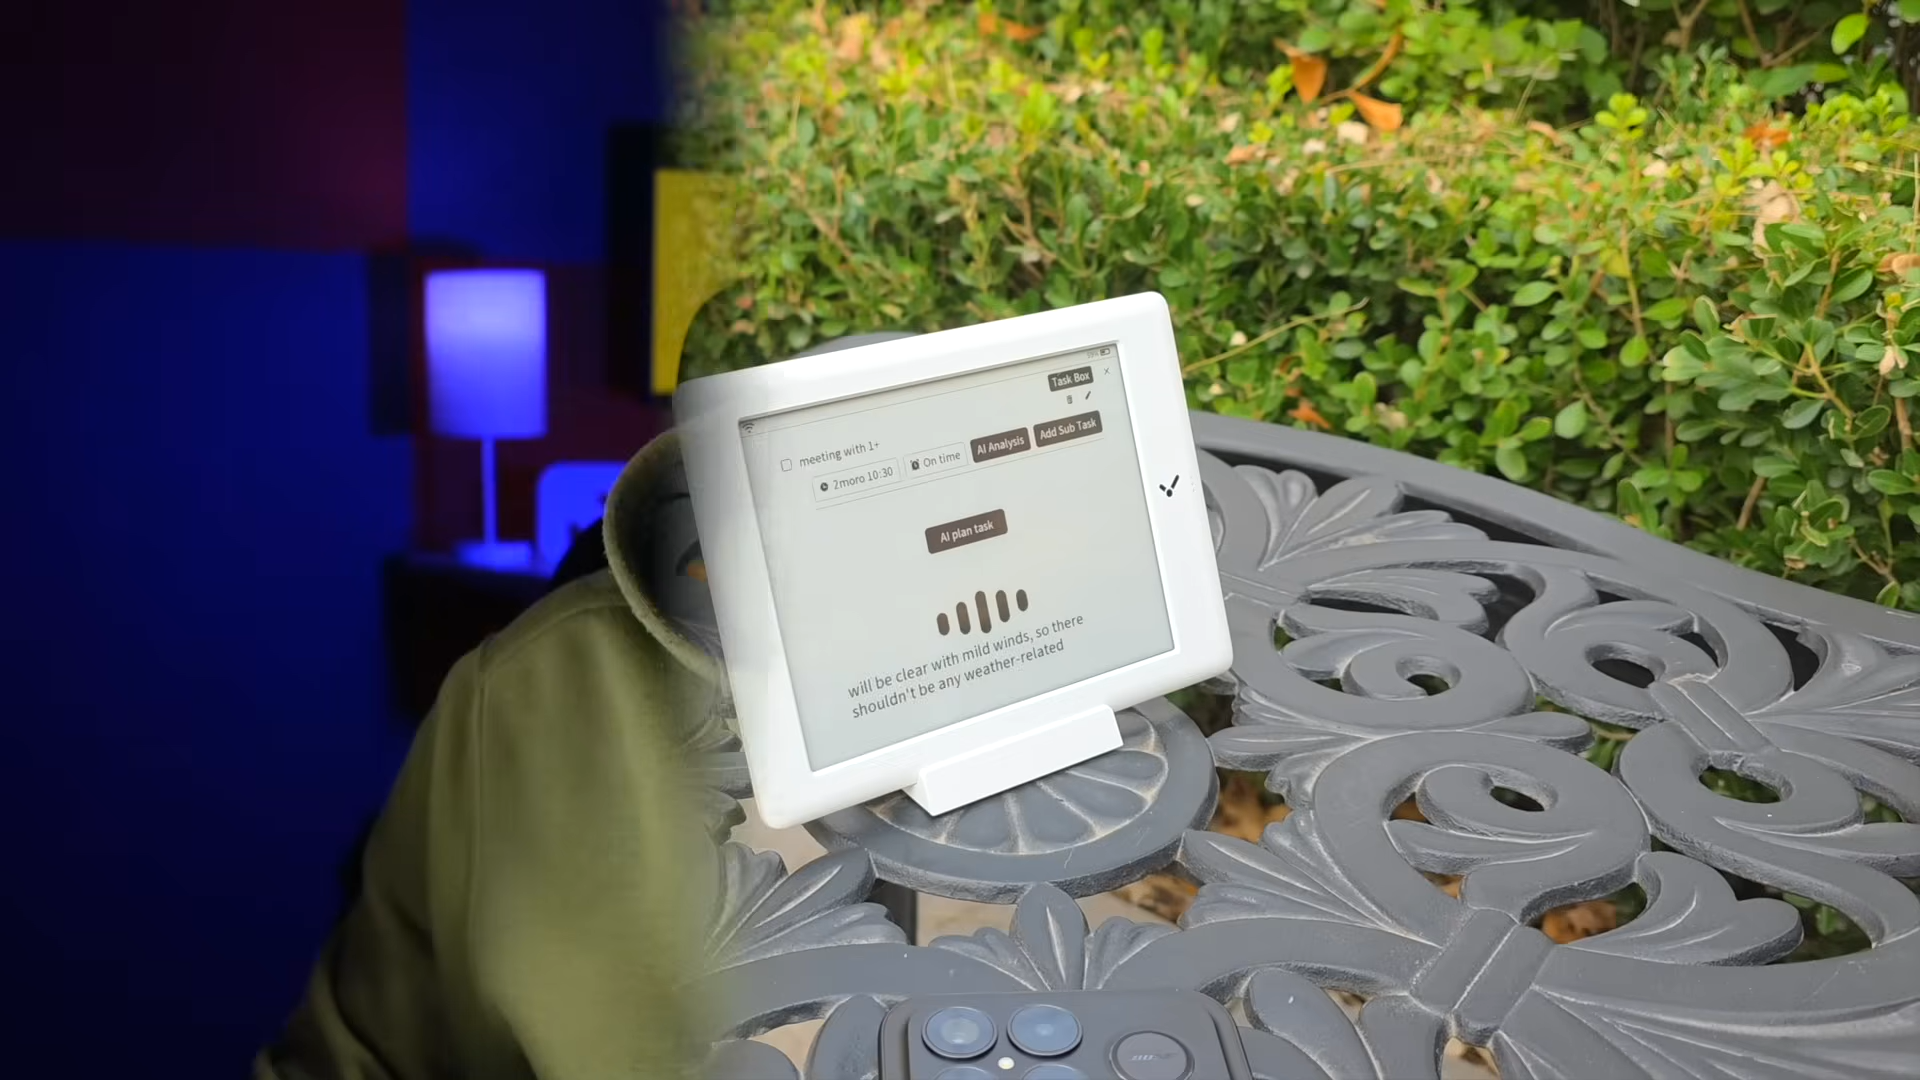 Task Box
meeting with 1+
2moro 10:30
On time
AI Analysis
Add Sub Task
AI plan task
will be clear with mild winds, so there
shouldn't be any weather-related